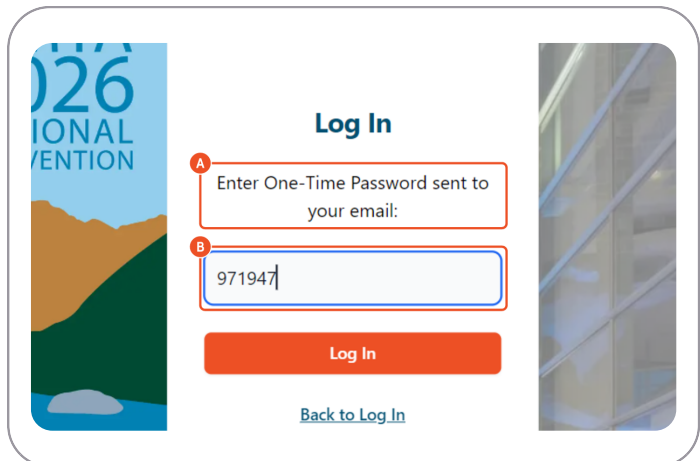 026
IONAL
VENTION
Log In
A
Enter One-Time Password sent to
your email:
B
971947
Log In
Back to Log In